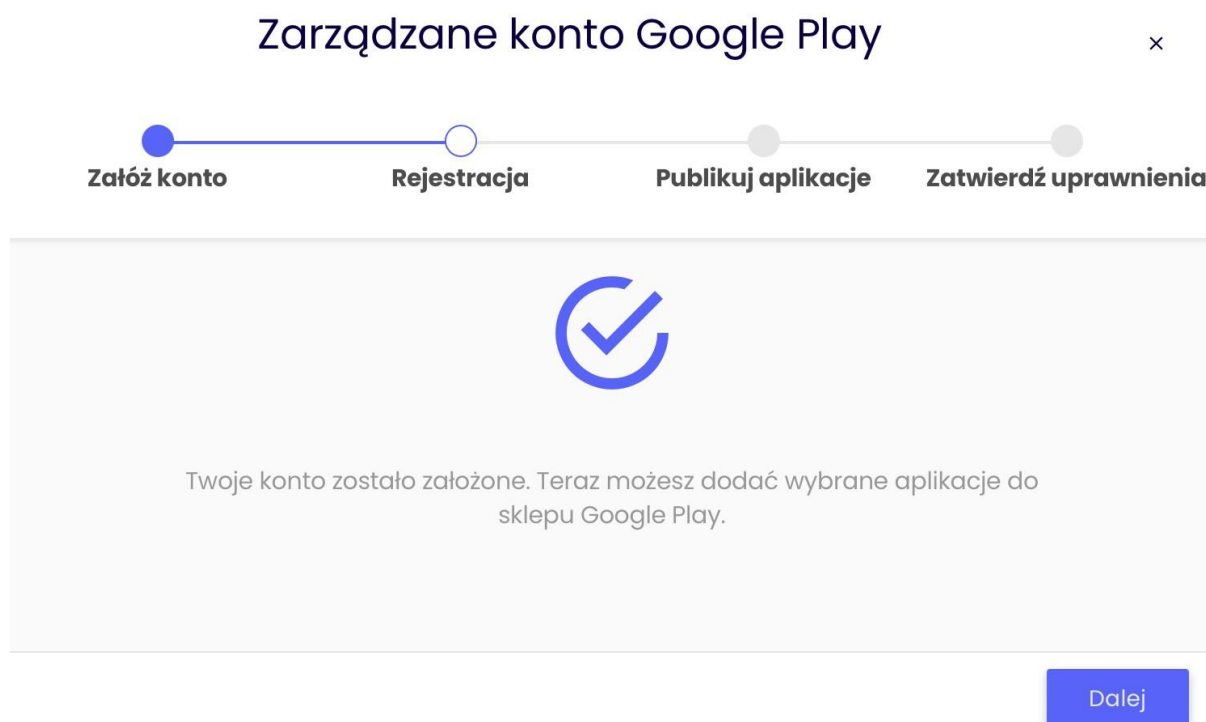 Zarządzane konto Google Play
Załóż konto
Rejestracja
Publikuj aplikacje
Zatwierdź uprawnienia
Twoje konto zostało założone. Teraz możesz dodać wybrane aplikacje do
sklepu Google Play.
Dalej